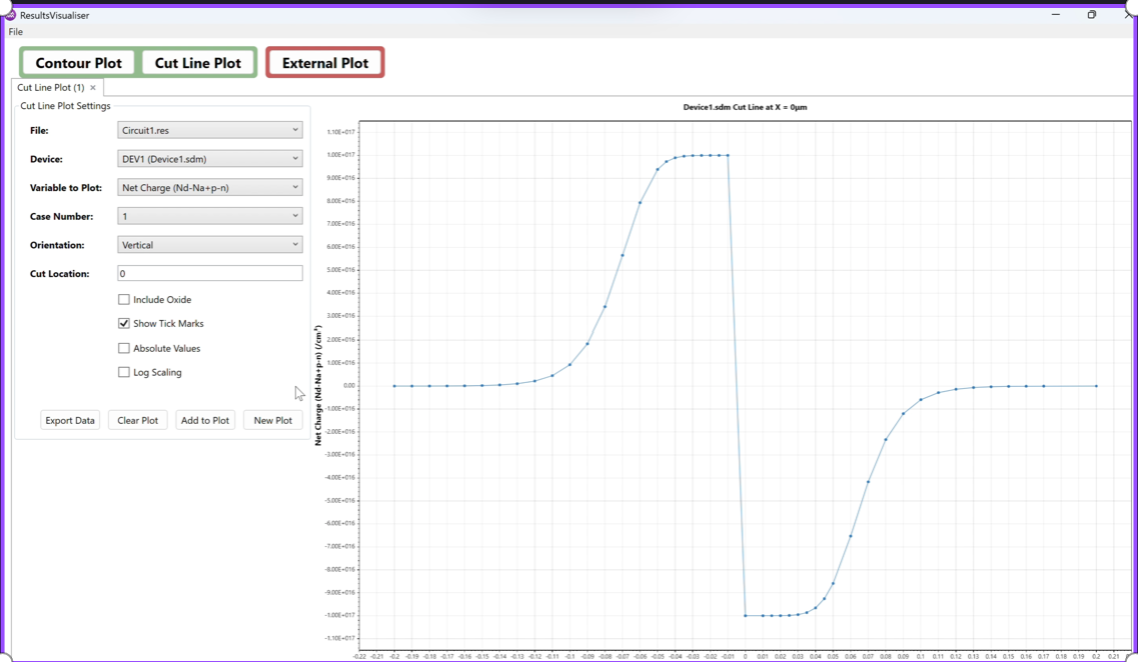 ResultsVisualiser
File
Contour Plot Cut Line Plot External Plot
Cut Line Plot (1) ×
Cut Line Plot Settings
File: Circuit1.res
Device: DEV1 (Device1.sdm)
Variable to Plot: Net Charge (Nd-Na+p-n)
Case Number: 1
Orientation: Vertical
Cut Location: 0
Include Oxide
Show Tick Marks
Absolute Values
Log Scaling
Export Data Clear Plot Add to Plot New Plot
Device1.sdm Cut Line at X = 0µm
Net Charge (Nd-Na+p-n) (/cm³)
1.10E+017
1.00E+017
9.00E+016
8.00E+016
7.00E+016
6.00E+016
5.00E+016
4.00E+016
3.00E+016
2.00E+016
1.00E+016
0.00
-1.00E+016
-2.00E+016
-3.00E+016
-4.00E+016
-5.00E+016
-6.00E+016
-7.00E+016
-8.00E+016
-9.00E+016
-1.00E+017
-1.10E+017
-0.22 -0.21 -0.2 -0.19 -0.18 -0.17 -0.16 -0.15 -0.14 -0.13 -0.12 -0.11 -0.1 -0.09 -0.08 -0.07 -0.06 -0.05 -0.04 -0.03 -0.02 -0.01 0 0.01 0.02 0.03 0.04 0.05 0.06 0.07 0.08 0.09 0.1 0.11 0.12 0.13 0.14 0.15 0.16 0.17 0.18 0.19 0.2 0.21